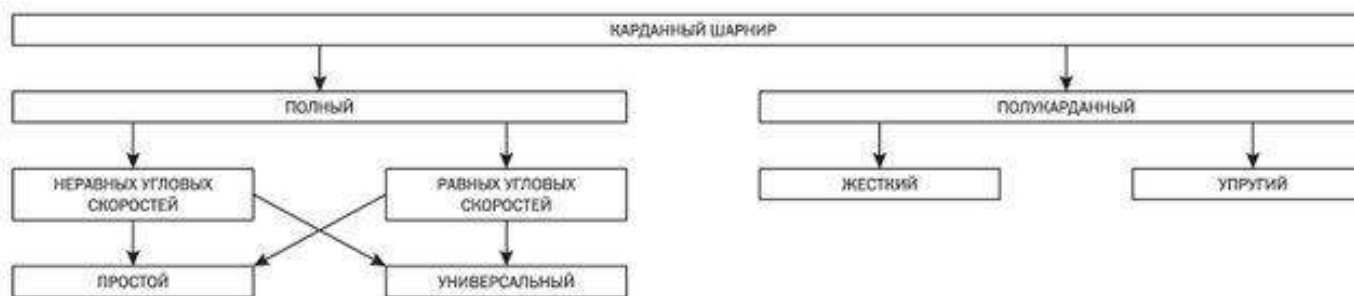 КАРДАННЫЙ ШАРНИР
ПОЛНЫЙ
ПОЛУКАРДАННЫЙ
НЕРАВНЫХ УГЛОВЫХ
СКОРОСТЕЙ
РАВНЫХ УГЛОВЫХ
СКОРОСТЕЙ
ЖЕСТКИЙ
УПРУГИЙ
ПРОСТОЙ
УНИВЕРСАЛЬНЫЙ